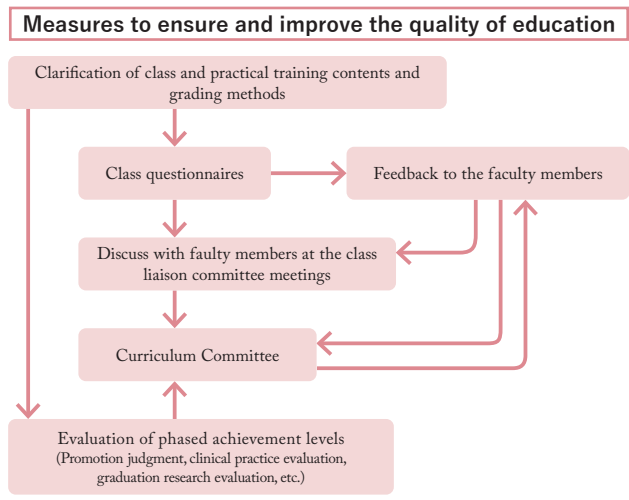 Measures to ensure and improve the quality of education
Clarification of class and practical training contents and
grading methods
Class questionnaires
Feedback to the faculty members
Discuss with faulty members at the class
liaison committee meetings
Curriculum Committee
Evaluation of phased achievement levels
(Promotion judgment, clinical practice evaluation,
graduation research evaluation, etc.)